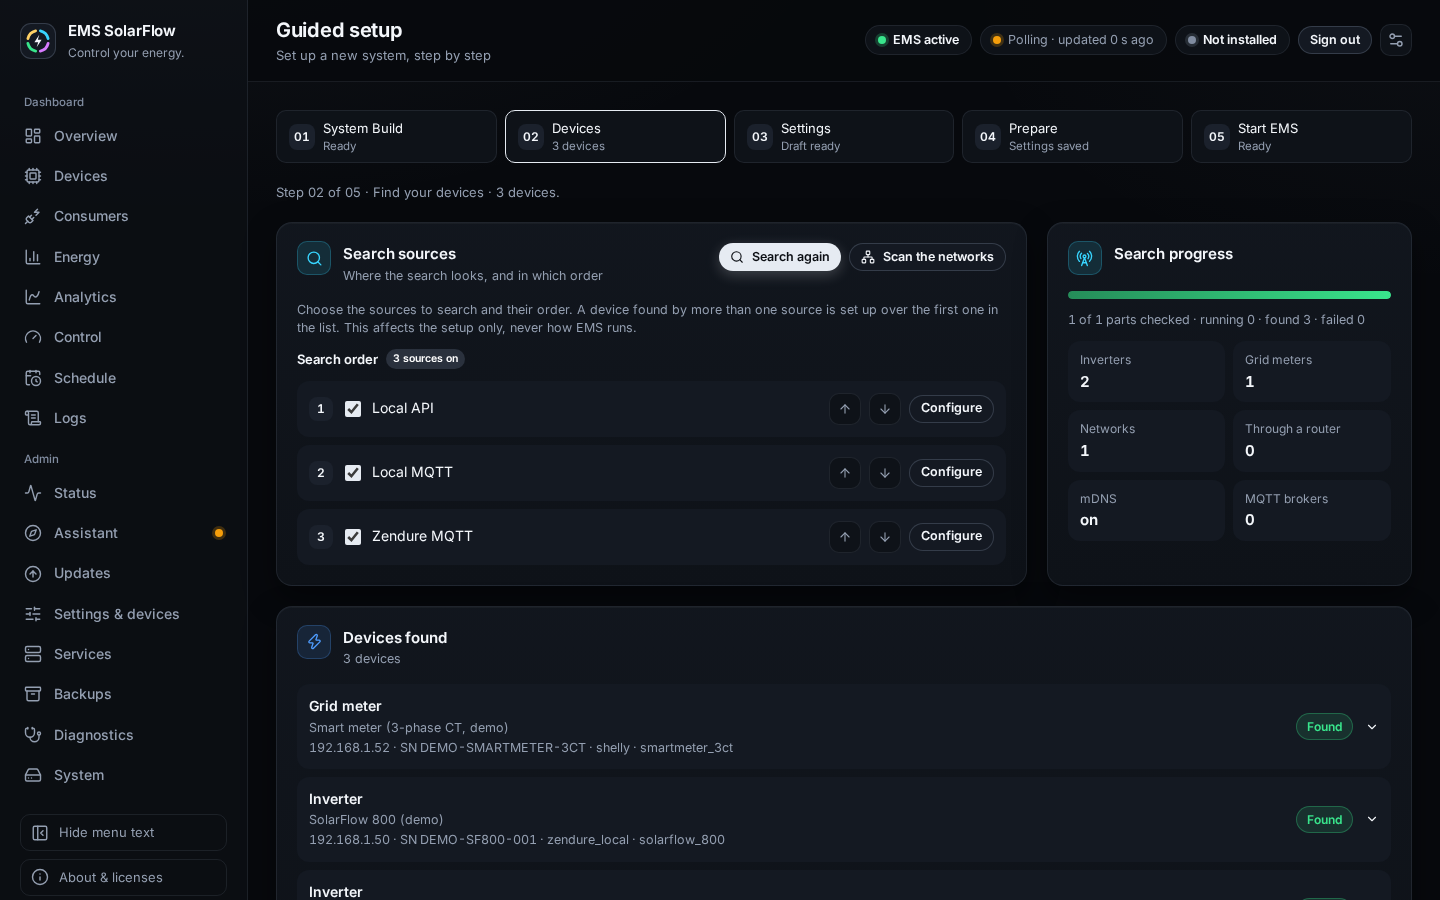 EMS SolarFlow
Control your energy.
Dashboard
Overview
Devices
Consumers
Energy
Analytics
Control
Schedule
Logs
Admin
Status
Assistant
Updates
Settings & devices
Services
Backups
Diagnostics
System
Hide menu text
About & licenses
Guided setup
Set up a new system, step by step
EMS active
Polling · updated 0 s ago
Not installed
Sign out
01 System Build
Ready
02 Devices
3 devices
03 Settings
Draft ready
04 Prepare
Settings saved
05 Start EMS
Ready
Step 02 of 05 · Find your devices · 3 devices.
Search sources
Where the search looks, and in which order
Search again
Scan the networks
Choose the sources to search and their order. A device found by more than one source is set up over the first one in
the list. This affects the setup only, never how EMS runs.
Search order 3 sources on
1 Local API Configure
2 Local MQTT Configure
3 Zendure MQTT Configure
Search progress
1 of 1 parts checked · running 0 · found 3 · failed 0
Inverters
2
Grid meters
1
Networks
1
Through a router
0
mDNS
on
MQTT brokers
0
Devices found
3 devices
Grid meter
Smart meter (3-phase CT, demo)
192.168.1.52 · SN DEMO-SMARTMETER-3CT · shelly · smartmeter_3ct
Found
Inverter
SolarFlow 800 (demo)
192.168.1.50 · SN DEMO-SF800-001 · zendure_local · solarflow_800
Found
Inverter